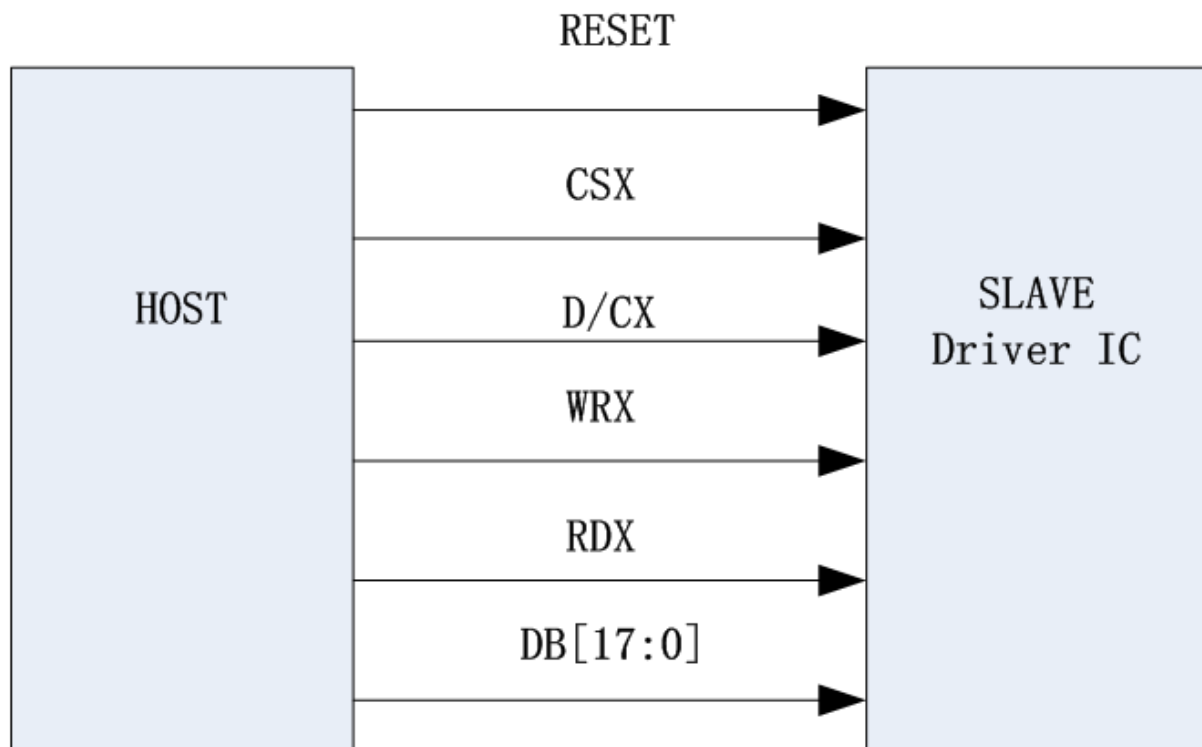 RESET
CSX
HOST
D/CX
SLAVE
Driver IC
WRX
RDX
DB[17:0]